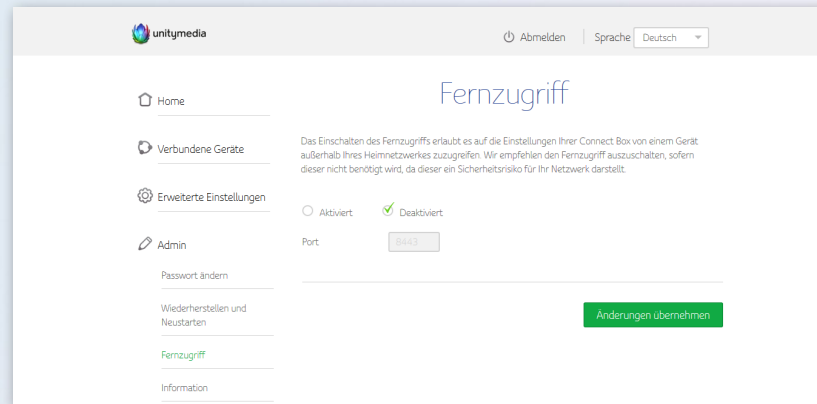 unitymedia
Abmelden
Sprache
Deutsch
Home
Verbundene Geräte
Erweiterte Einstellungen
Admin
Passwort ändern
Wiederherstellen und
Neustarten
Fernzugriff
Information
Fernzugriff
Das Einschalten des Fernzugriffs erlaubt es auf die Einstellungen Ihrer Connect Box von einem Gerät
außerhalb Ihres Heimnetzwerkes zuzugreifen. Wir empfehlen den Fernzugriff auszuschalten, sofern
dieser nicht benötigt wird, da dieser ein Sicherheitsrisiko für Ihr Netzwerk darstellt.
Aktiviert
Deaktiviert
Port
8443
Änderungen übernehmen